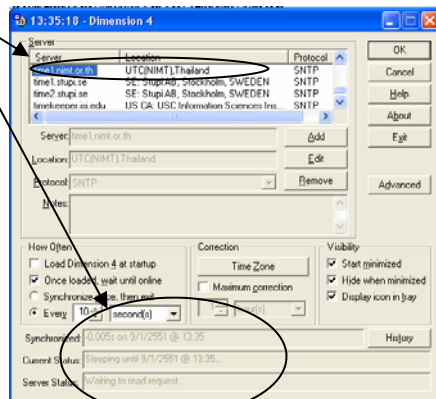 13:35:18 - Dimension 4
Server
Server Location Protocol
time1.nimt.or.th UTC(NIMT),Thailand SNTP
time1.stupi.se SE: Stupi AB, Stockholm, SWEDEN SNTP
time2.stupi.se SE: Stupi AB, Stockholm, SWEDEN SNTP
timekeeper.isi.edu US CA: USC Information Sciences Ins... SNTP
Server: time1.nimt.or.th
Location: UTC(NIMT),Thailand
Protocol: SNTP
Notes:
Add
Edit
Remove
OK
Cancel
Help
About
Exit
Advanced
How Often
Load Dimension 4 at startup
Once loaded, wait until online
Synchronize once, then exit
Every 10 second(s)
Correction
Time Zone
Maximum correction
Visibility
Start minimized
Hide when minimized
Display icon in tray
Synchronized: -0.005s on 9/1/2551 @ 13:35
History
Current Status: Sleeping until 9/1/2551 @ 13:35...
Server Status: Waiting to read request...